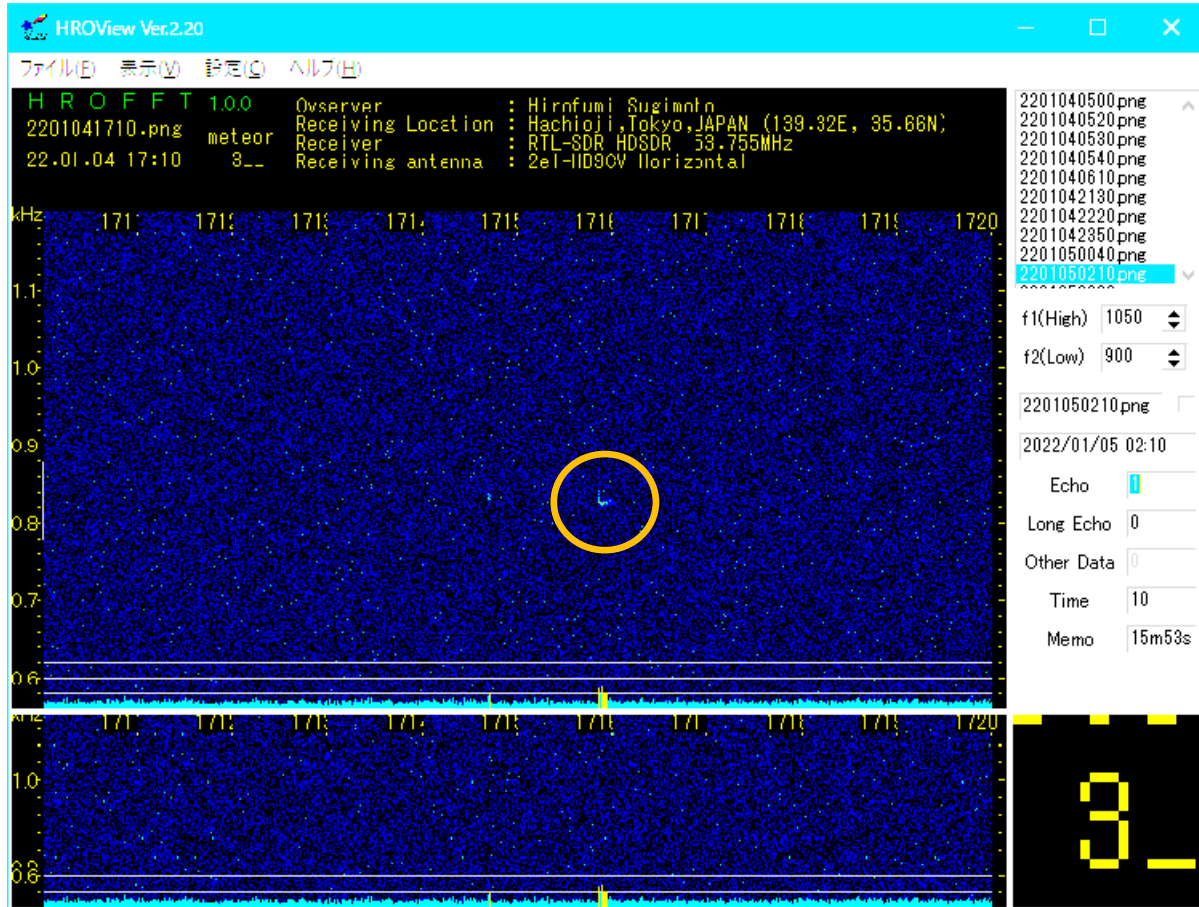 HROView Ver.2.20
ファイル(F) 表示(V) 設定(C) ヘルプ(H)
H R O F F T 1.0.0
2201041710.png meteor
22.01.04 17:10 3__
Ovserver : Hirofumi Sugimoto
Receiving Location : Hachioji,Tokyo,JAPAN (139.32E, 35.66N)
Receiver : RTL-SDR HDSDR 53.755MHz
Receiving antenna : 2el-HB9CV Horizontal
kHz 1720
1.1
1.0
0.9
0.8
0.7
0.6
kHz 1720
1.0
0.6
2201040500.png
2201040520.png
2201040530.png
2201040540.png
2201040610.png
2201042130.png
2201042220.png
2201042350.png
2201050040.png
2201050210.png
f1(High) 1050
f2(Low) 900
2201050210.png
2022/01/05 02:10
Echo 1
Long Echo 0
Other Data 0
Time 10
Memo 15m53s
3_